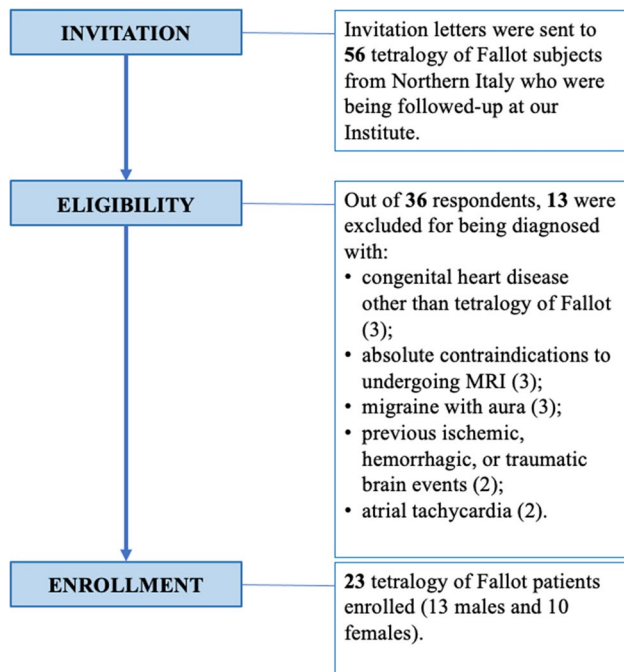 INVITATION
Invitation letters were sent to
56 tetralogy of Fallot subjects
from Northern Italy who were
being followed-up at our
Institute.
ELIGIBILITY
Out of 36 respondents, 13 were
excluded for being diagnosed
with:
• congenital heart disease
other than tetralogy of Fallot
(3);
• absolute contraindications to
undergoing MRI (3);
• migraine with aura (3);
• previous ischemic,
hemorrhagic, or traumatic
brain events (2);
• atrial tachycardia (2).
ENROLLMENT
23 tetralogy of Fallot patients
enrolled (13 males and 10
females).